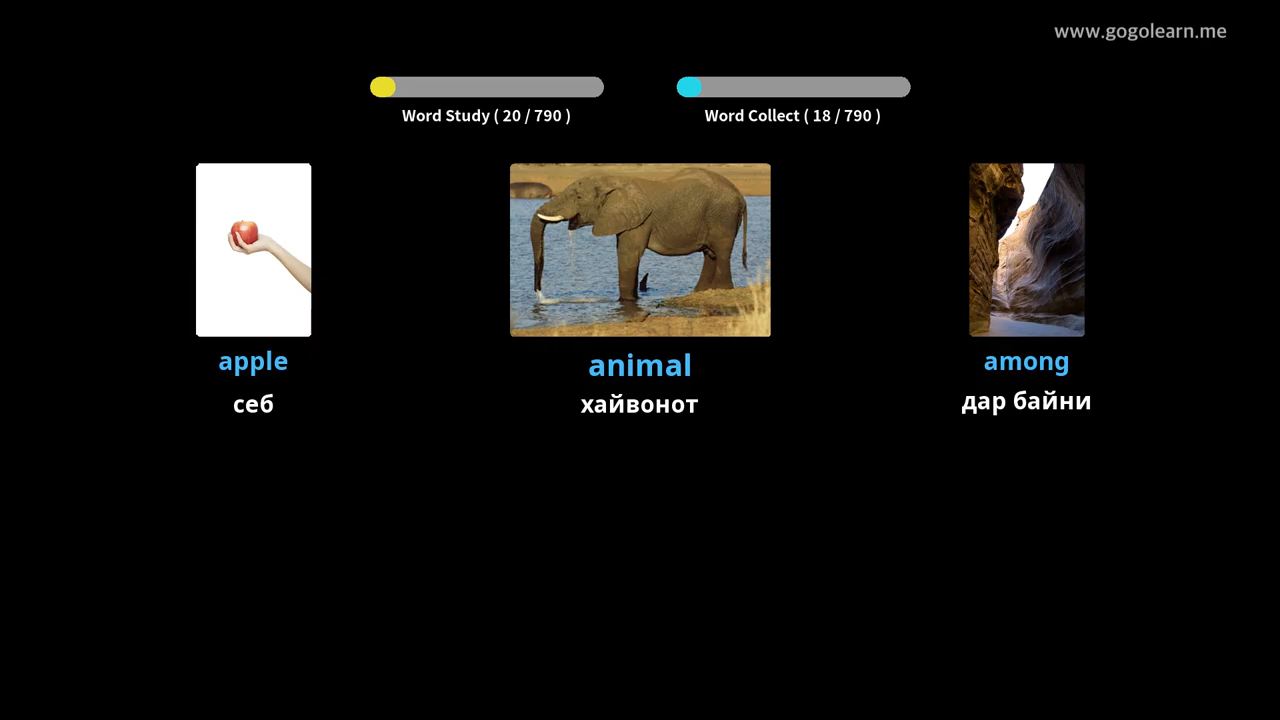 www.gogolearn.me
Word Study ( 20 / 790 )
Word Collect ( 18 / 790 )
apple
себ
animal
хайвонот
among
дар байни